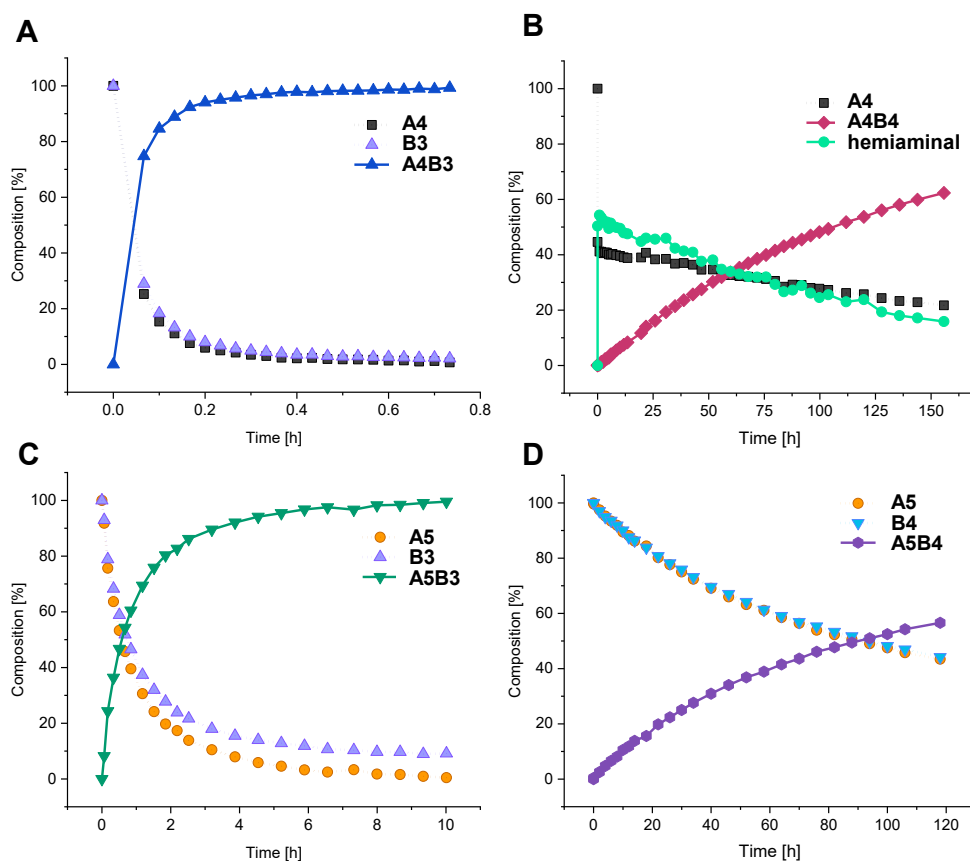 A
Composition [%]
100
80
60
40
20
0
A4
B3
A4B3
0.0 0.2 0.4 0.6 0.8
Time [h]
B
Composition [%]
100
80
60
40
20
0
A4
A4B4
hemiaminal
0 25 50 75 100 125 150
Time [h]
C
Composition [%]
100
80
60
40
20
0
A5
B3
A5B3
0 2 4 6 8 10
Time [h]
D
Composition [%]
100
80
60
40
20
0
A5
B4
A5B4
0 20 40 60 80 100 120
Time [h]